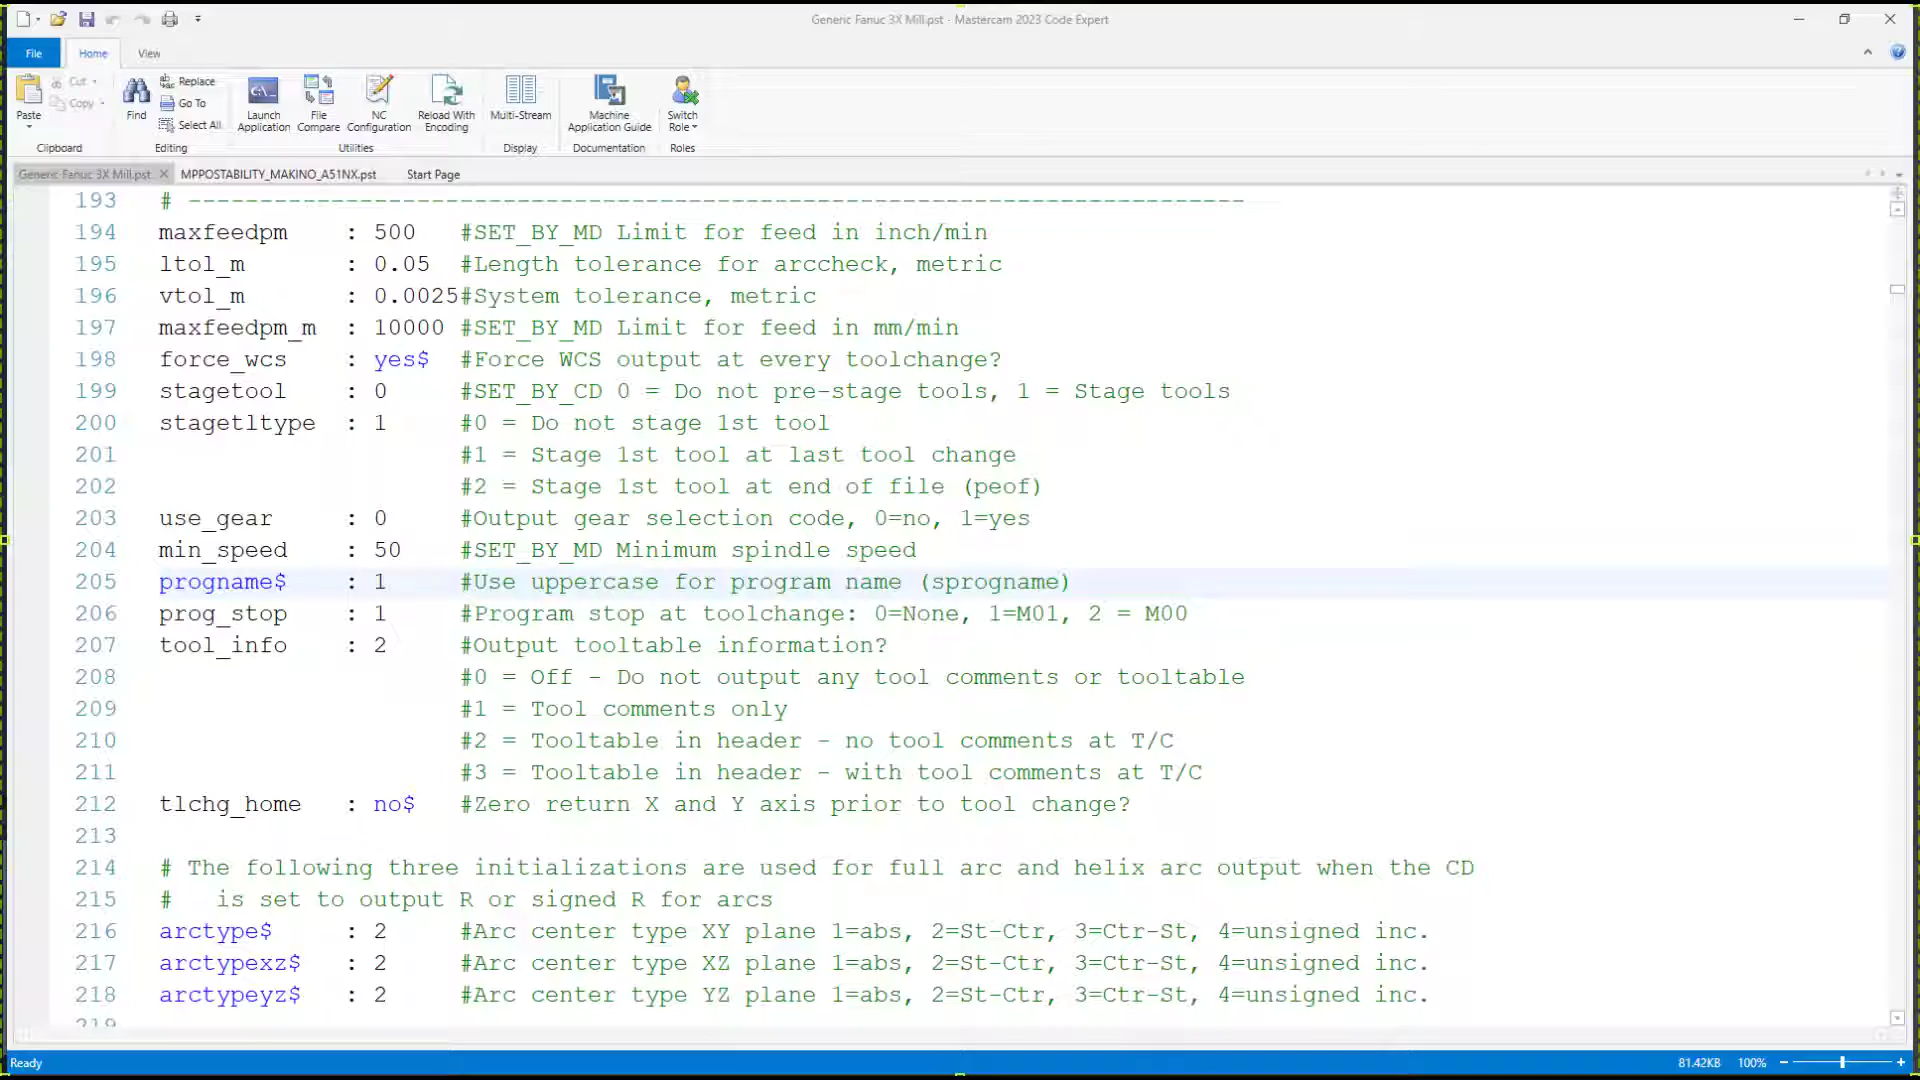 Generic Fanuc 3X Mill.pst - Mastercam 2023 Code Expert
File Home View
Paste Cut Copy Find Replace Go To Select All Launch Application File Compare NC Configuration Reload With Encoding Multi-Stream Machine Application Guide Switch Role
Clipboard Editing Utilities Display Documentation Roles
Generic Fanuc 3X Mill.pst MPPOSTABILITY_MAKINO_A51NX.pst Start Page
193 # --------------------------------------------------------------------------
194 maxfeedpm : 500 #SET_BY_MD Limit for feed in inch/min
195 ltol_m : 0.05 #Length tolerance for arccheck, metric
196 vtol_m : 0.0025#System tolerance, metric
197 maxfeedpm_m : 10000 #SET_BY_MD Limit for feed in mm/min
198 force_wcs : yes$ #Force WCS output at every toolchange?
199 stagetool : 0 #SET_BY_CD 0 = Do not pre-stage tools, 1 = Stage tools
200 stagetltype : 1 #0 = Do not stage 1st tool
201 #1 = Stage 1st tool at last tool change
202 #2 = Stage 1st tool at end of file (peof)
203 use_gear : 0 #Output gear selection code, 0=no, 1=yes
204 min_speed : 50 #SET_BY_MD Minimum spindle speed
205 progname$ : 1 #Use uppercase for program name (sprogname)
206 prog_stop : 1 #Program stop at toolchange: 0=None, 1=M01, 2 = M00
207 tool_info : 2 #Output tooltable information?
208 #0 = Off - Do not output any tool comments or tooltable
209 #1 = Tool comments only
210 #2 = Tooltable in header - no tool comments at T/C
211 #3 = Tooltable in header - with tool comments at T/C
212 tlchg_home : no$ #Zero return X and Y axis prior to tool change?
213
214 # The following three initializations are used for full arc and helix arc output when the CD
215 # is set to output R or signed R for arcs
216 arctype$ : 2 #Arc center type XY plane 1=abs, 2=St-Ctr, 3=Ctr-St, 4=unsigned inc.
217 arctypexz$ : 2 #Arc center type XZ plane 1=abs, 2=St-Ctr, 3=Ctr-St, 4=unsigned inc.
218 arctypeyz$ : 2 #Arc center type YZ plane 1=abs, 2=St-Ctr, 3=Ctr-St, 4=unsigned inc.
219
Ready 81.42KB 100%